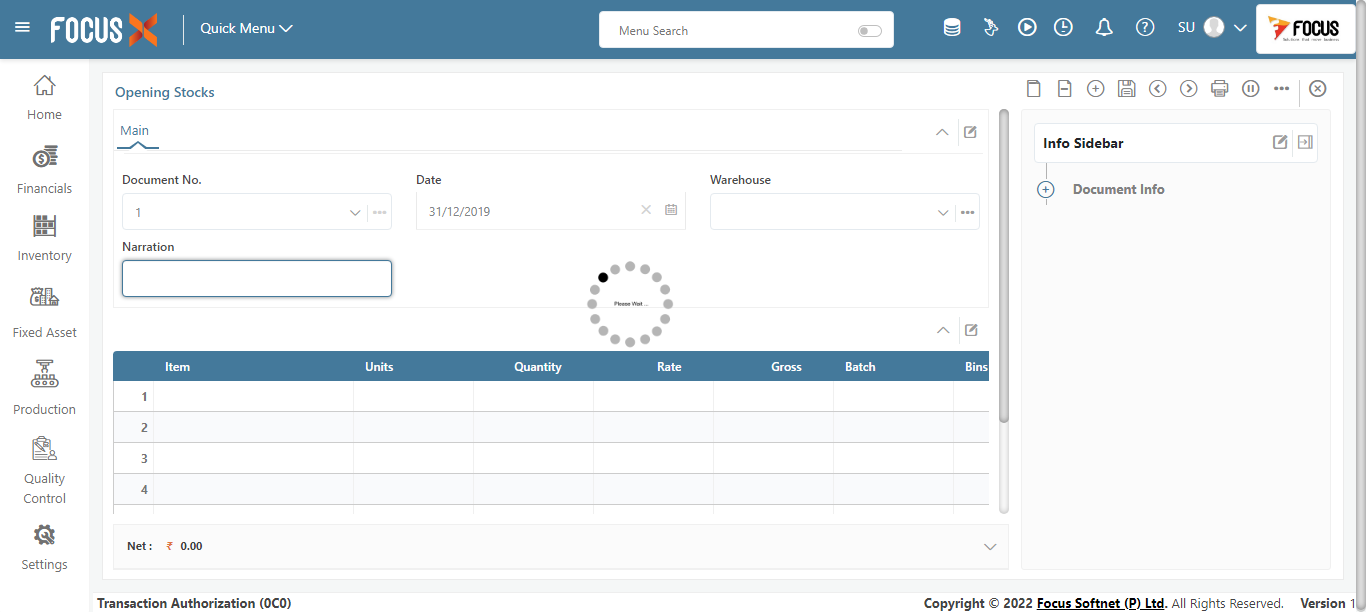 FOCUS X
Quick Menu
Menu Search
SU
FOCUS
Home
Financials
Inventory
Fixed Asset
Production
Quality
Control
Settings
Opening Stocks
Main
Document No.
Date
Warehouse
1
31/12/2019
Narration
Please Wait ...
Item Units Quantity Rate Gross Batch Bins
1
2
3
4
Net : ₹ 0.00
Info Sidebar
Document Info
Transaction Authorization (0C0)
Copyright © 2022 Focus Softnet (P) Ltd. All Rights Reserved. Version 1